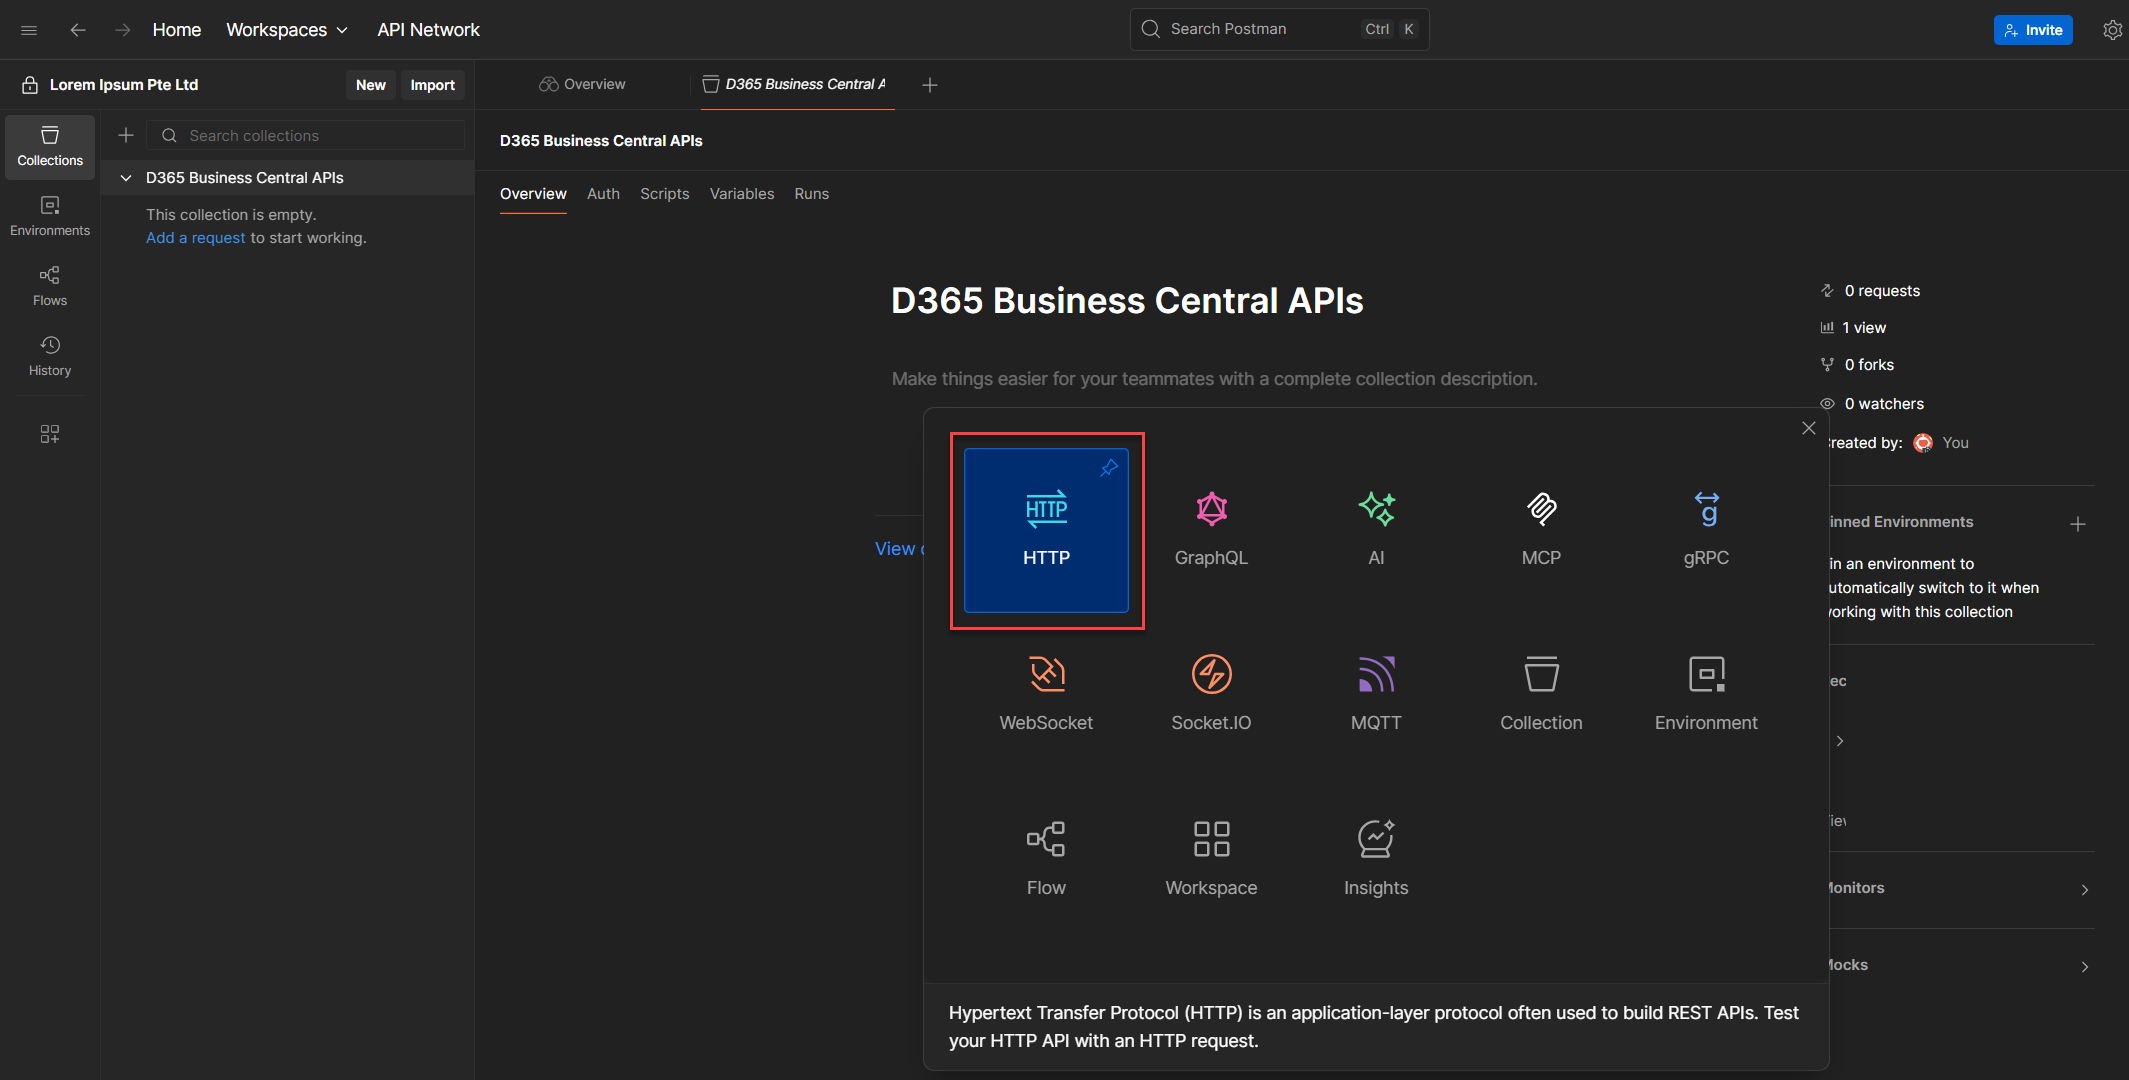 Home Workspaces API Network Search Postman Ctrl K Invite
Lorem Ipsum Pte Ltd New Import
Overview D365 Business Central A
Collections
Environments
Flows
History
Search collections
D365 Business Central APIs
This collection is empty.
Add a request to start working.
D365 Business Central APIs
Overview Auth Scripts Variables Runs
D365 Business Central APIs
Make things easier for your teammates with a complete collection description.
View
0 requests
1 view
0 forks
0 watchers
reated by: You
inned Environments
in an environment to
utomatically switch to it when
orking with this collection
ec
Monitors
Mocks
HTTP
HTTP
GraphQL
AI
MCP
g
gRPC
WebSocket
Socket.IO
MQTT
Collection
Environment
Flow
Workspace
Insights
Hypertext Transfer Protocol (HTTP) is an application-layer protocol often used to build REST APIs. Test
your HTTP API with an HTTP request.